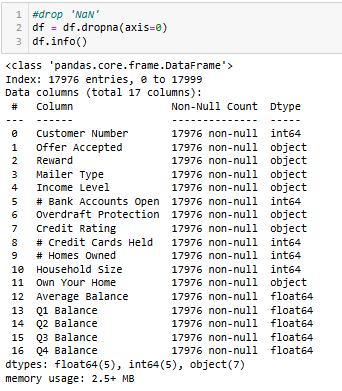 1 #drop 'NaN'
2 df = df.dropna(axis=0)
3 df.info()
<class 'pandas.core.frame.DataFrame'>
Index: 17976 entries, 0 to 17999
Data columns (total 17 columns):
 #   Column               Non-Null Count  Dtype
---  ------               --------------  -----
 0   Customer Number      17976 non-null  int64
 1   Offer Accepted       17976 non-null  object
 2   Reward               17976 non-null  object
 3   Mailer Type          17976 non-null  object
 4   Income Level         17976 non-null  object
 5   # Bank Accounts Open 17976 non-null  int64
 6   Overdraft Protection 17976 non-null  object
 7   Credit Rating        17976 non-null  object
 8   # Credit Cards Held  17976 non-null  int64
 9   # Homes Owned        17976 non-null  int64
 10  Household Size       17976 non-null  int64
 11  Own Your Home        17976 non-null  object
 12  Average Balance      17976 non-null  float64
 13  Q1 Balance           17976 non-null  float64
 14  Q2 Balance           17976 non-null  float64
 15  Q3 Balance           17976 non-null  float64
 16  Q4 Balance           17976 non-null  float64
dtypes: float64(5), int64(5), object(7)
memory usage: 2.5+ MB